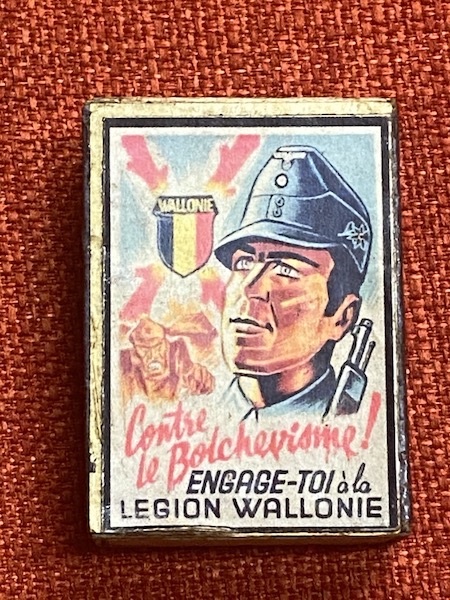 WALLONIE
Contre
le Bolchevisme!
ENGAGE-TOI à la
LEGION WALLONIE